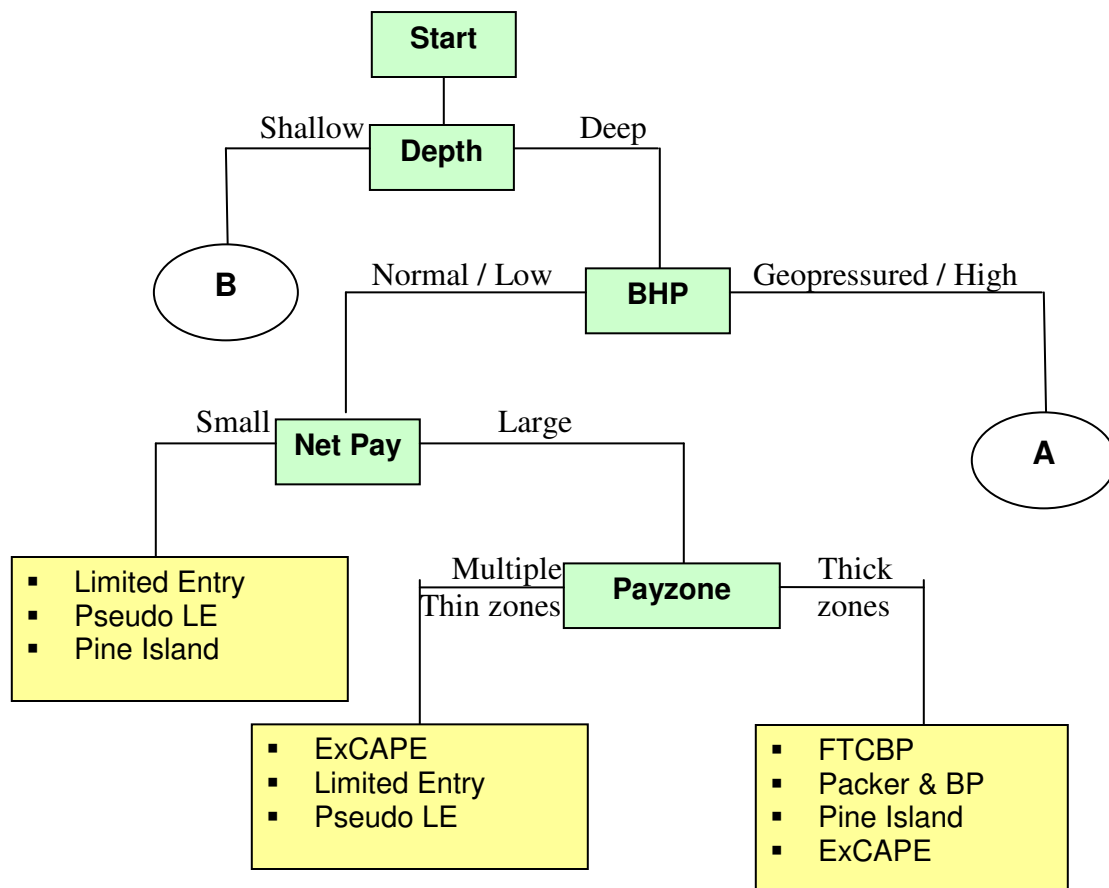 Start
Shallow
Deep
Depth
B
Normal / Low
BHP
Geopressured / High
Small
Net Pay
Large
A
Multiple
Thin zones
Payzone
Thick
zones
▪ Limited Entry
▪ Pseudo LE
▪ Pine Island
▪ ExCAPE
▪ Limited Entry
▪ Pseudo LE
▪ FTCBP
▪ Packer & BP
▪ Pine Island
▪ ExCAPE